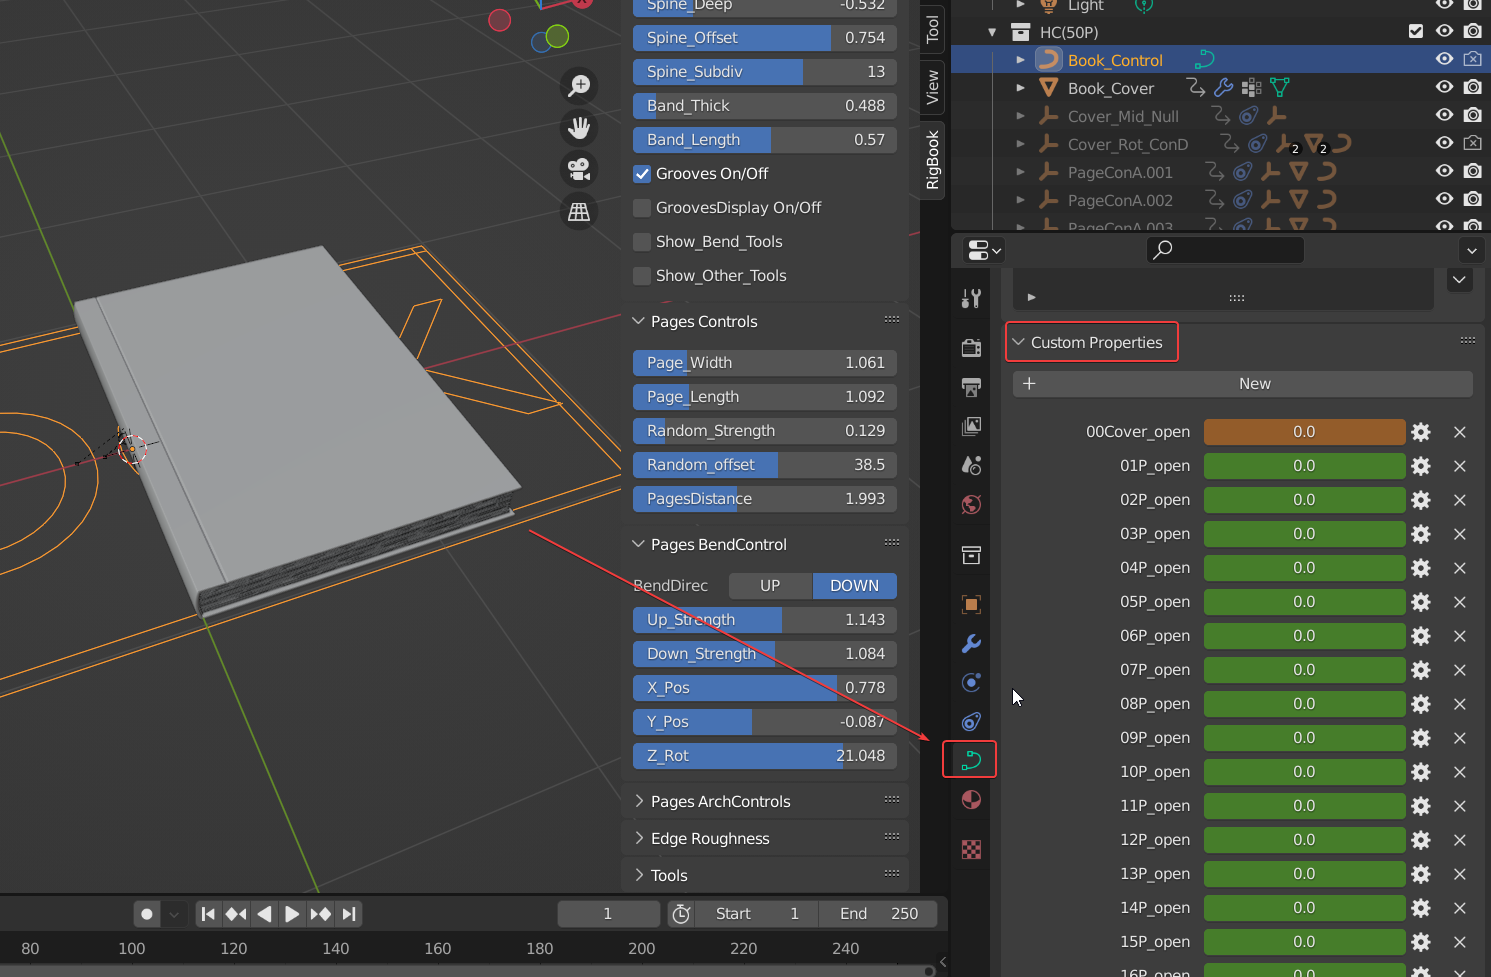 Spine_Deep -0.532
Spine_Offset 0.754
Spine_Subdiv 13
Band_Thick 0.488
Band_Length 0.57
Grooves On/Off
GroovesDisplay On/Off
Show_Bend_Tools
Show_Other_Tools
Pages Controls
Page_Width 1.061
Page_Length 1.092
Random_Strength 0.129
Random_offset 38.5
PagesDistance 1.993
Pages BendControl
BendDirec UP DOWN
Up_Strength 1.143
Down_Strength 1.084
X_Pos 0.778
Y_Pos -0.087
Z_Rot 21.048
Pages ArchControls
Edge Roughness
Tools
Tool
View
RigBook
Light
HC(50P)
Book_Control
Book_Cover
Cover_Mid_Null
Cover_Rot_ConD 2 2
PageConA.001
PageConA.002
PageConA.003
Custom Properties
New
00Cover_open 0.0
01P_open 0.0
02P_open 0.0
03P_open 0.0
04P_open 0.0
05P_open 0.0
06P_open 0.0
07P_open 0.0
08P_open 0.0
09P_open 0.0
10P_open 0.0
11P_open 0.0
12P_open 0.0
13P_open 0.0
14P_open 0.0
15P_open 0.0
16P_open 0.0
1 Start 1 End 250
80 100 120 140 160 180 200 220 240